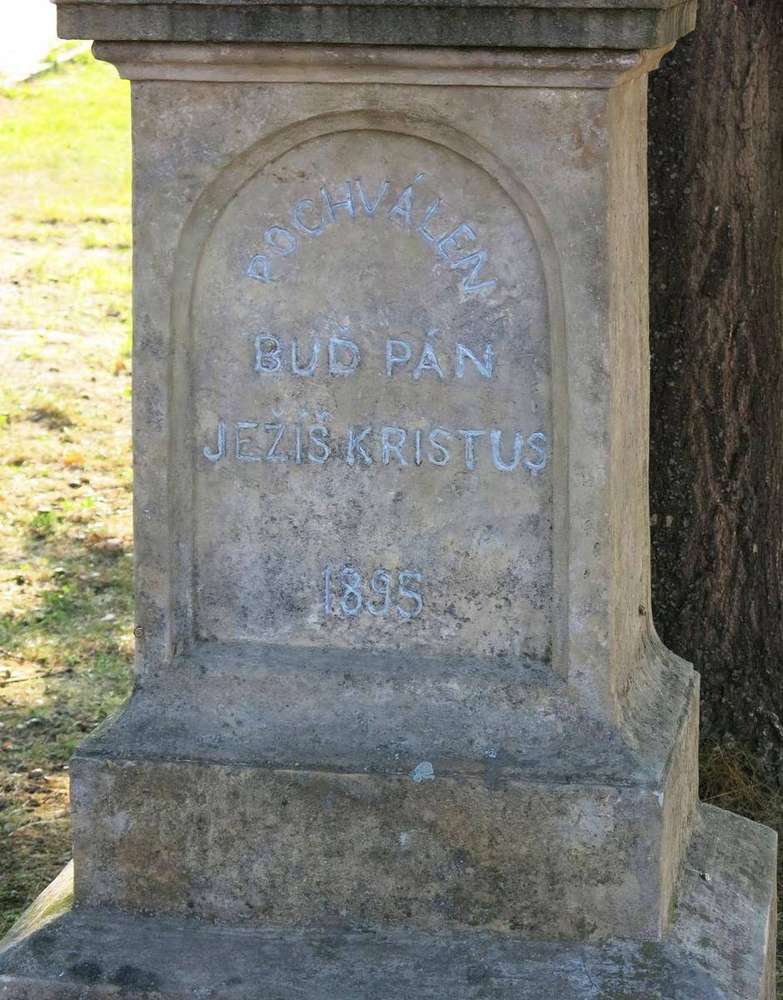 POCHVÁLEN
BUĎ PÁN
JEŽÍŠ KRISTUS
1895